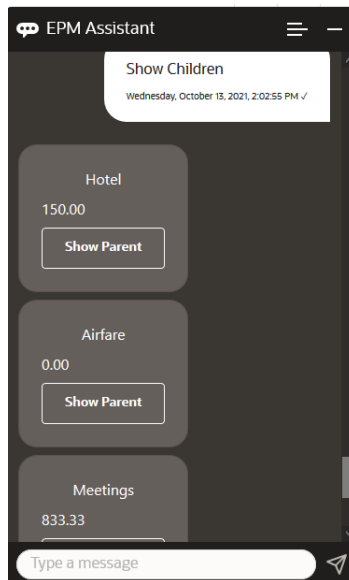 EPM Assistant
Show Children
Wednesday, October 13, 2021, 2:02:55 PM ✓
Hotel
150.00
Show Parent
Airfare
0.00
Show Parent
Meetings
833.33
Type a message